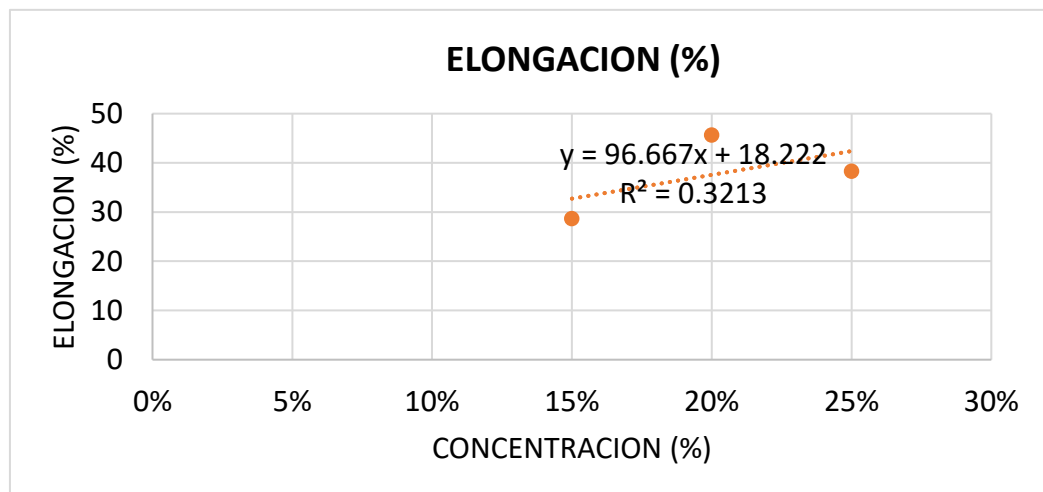 ELONGACION (%)
ELONGACION (%)
50
40
30
20
10
0
y = 96.667x + 18.222
R² = 0.3213
0% 5% 10% 15% 20% 25% 30%
CONCENTRACION (%)